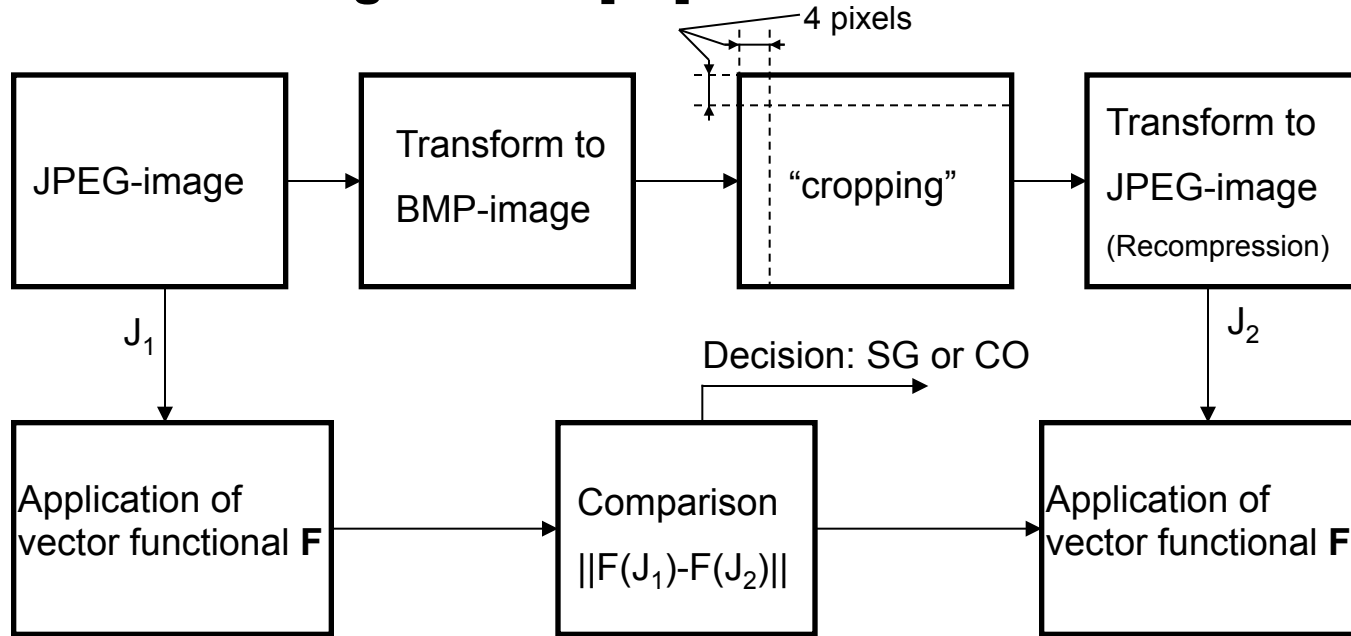 4 pixels
JPEG-image
Transform to
BMP-image
“cropping”
Transform to
JPEG-image
(Recompression)
J₁
J₂
Decision: SG or CO
Application of
vector functional F
Comparison
||F(J₁)-F(J₂)||
Application of
vector functional F